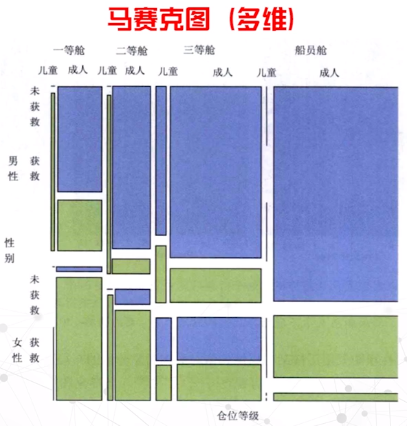 马赛克图（多维）
一等舱 二等舱 三等舱 船员舱
儿童 成人 儿童 成人 儿童 成人 儿童 成人
未获救
男性 获救
性别
未获救
女性 获救
仓位等级